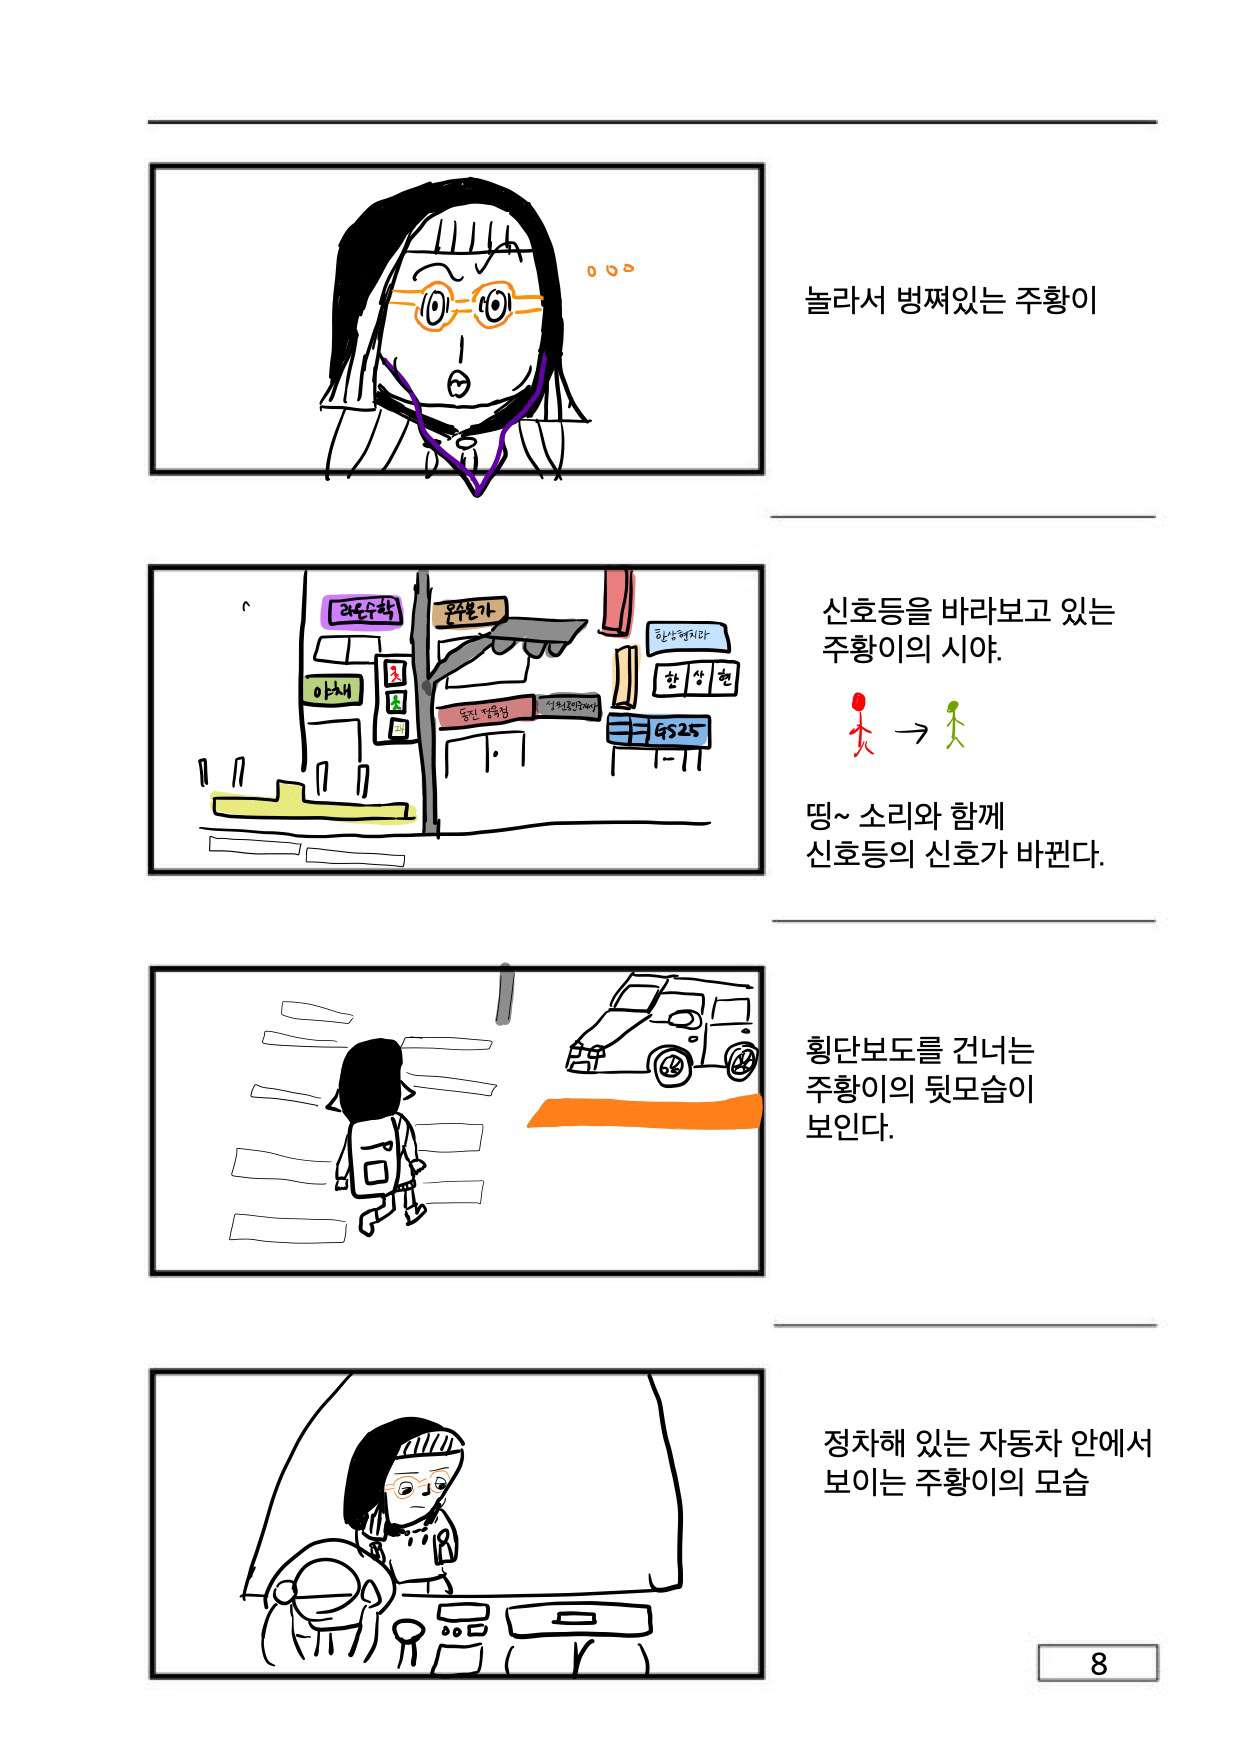 놀라서 벙쪄있는 주황이
라온수학
우수본가
한상현치과
한 상 현
야채
동진 정육점
GS25
24
신호등을 바라보고 있는
주황이의 시야.
띵~ 소리와 함께
신호등의 신호가 바뀐다.
횡단보도를 건너는
주황이의 뒷모습이
보인다.
정차해 있는 자동차 안에서
보이는 주황이의 모습
8